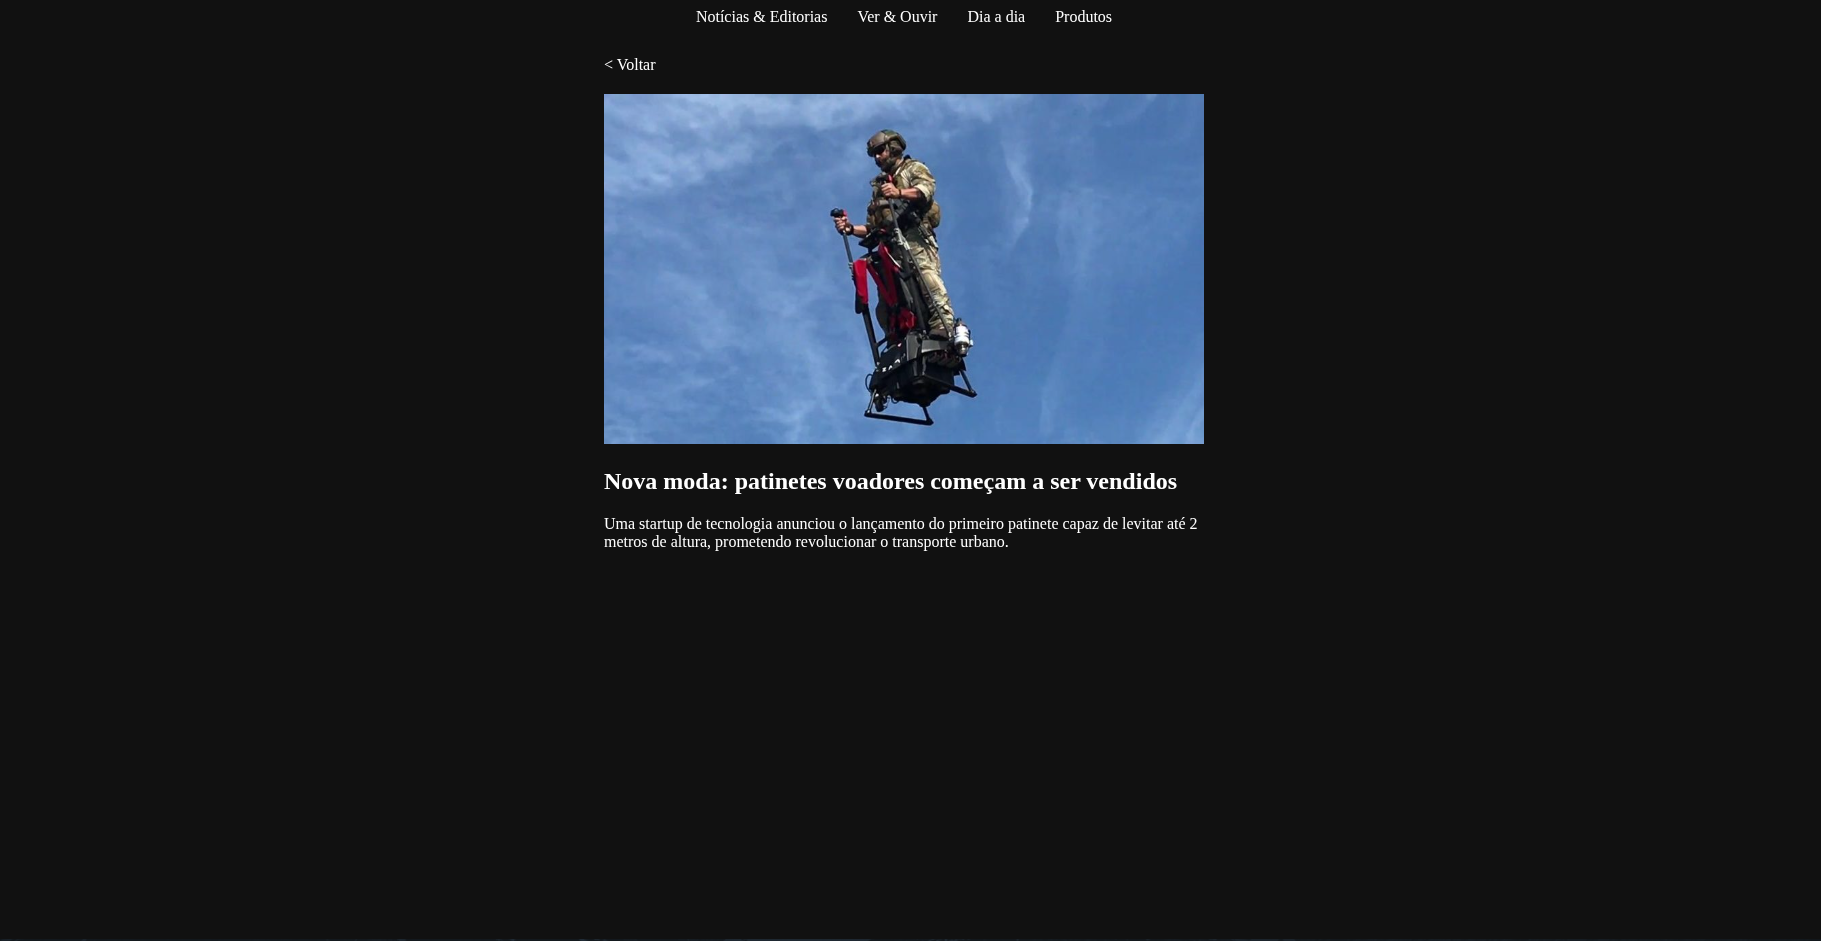 Notícias & Editorias Ver & Ouvir Dia a dia Produtos
< Voltar
Nova moda: patinetes voadores começam a ser vendidos
Uma startup de tecnologia anunciou o lançamento do primeiro patinete capaz de levitar até 2
metros de altura, prometendo revolucionar o transporte urbano.